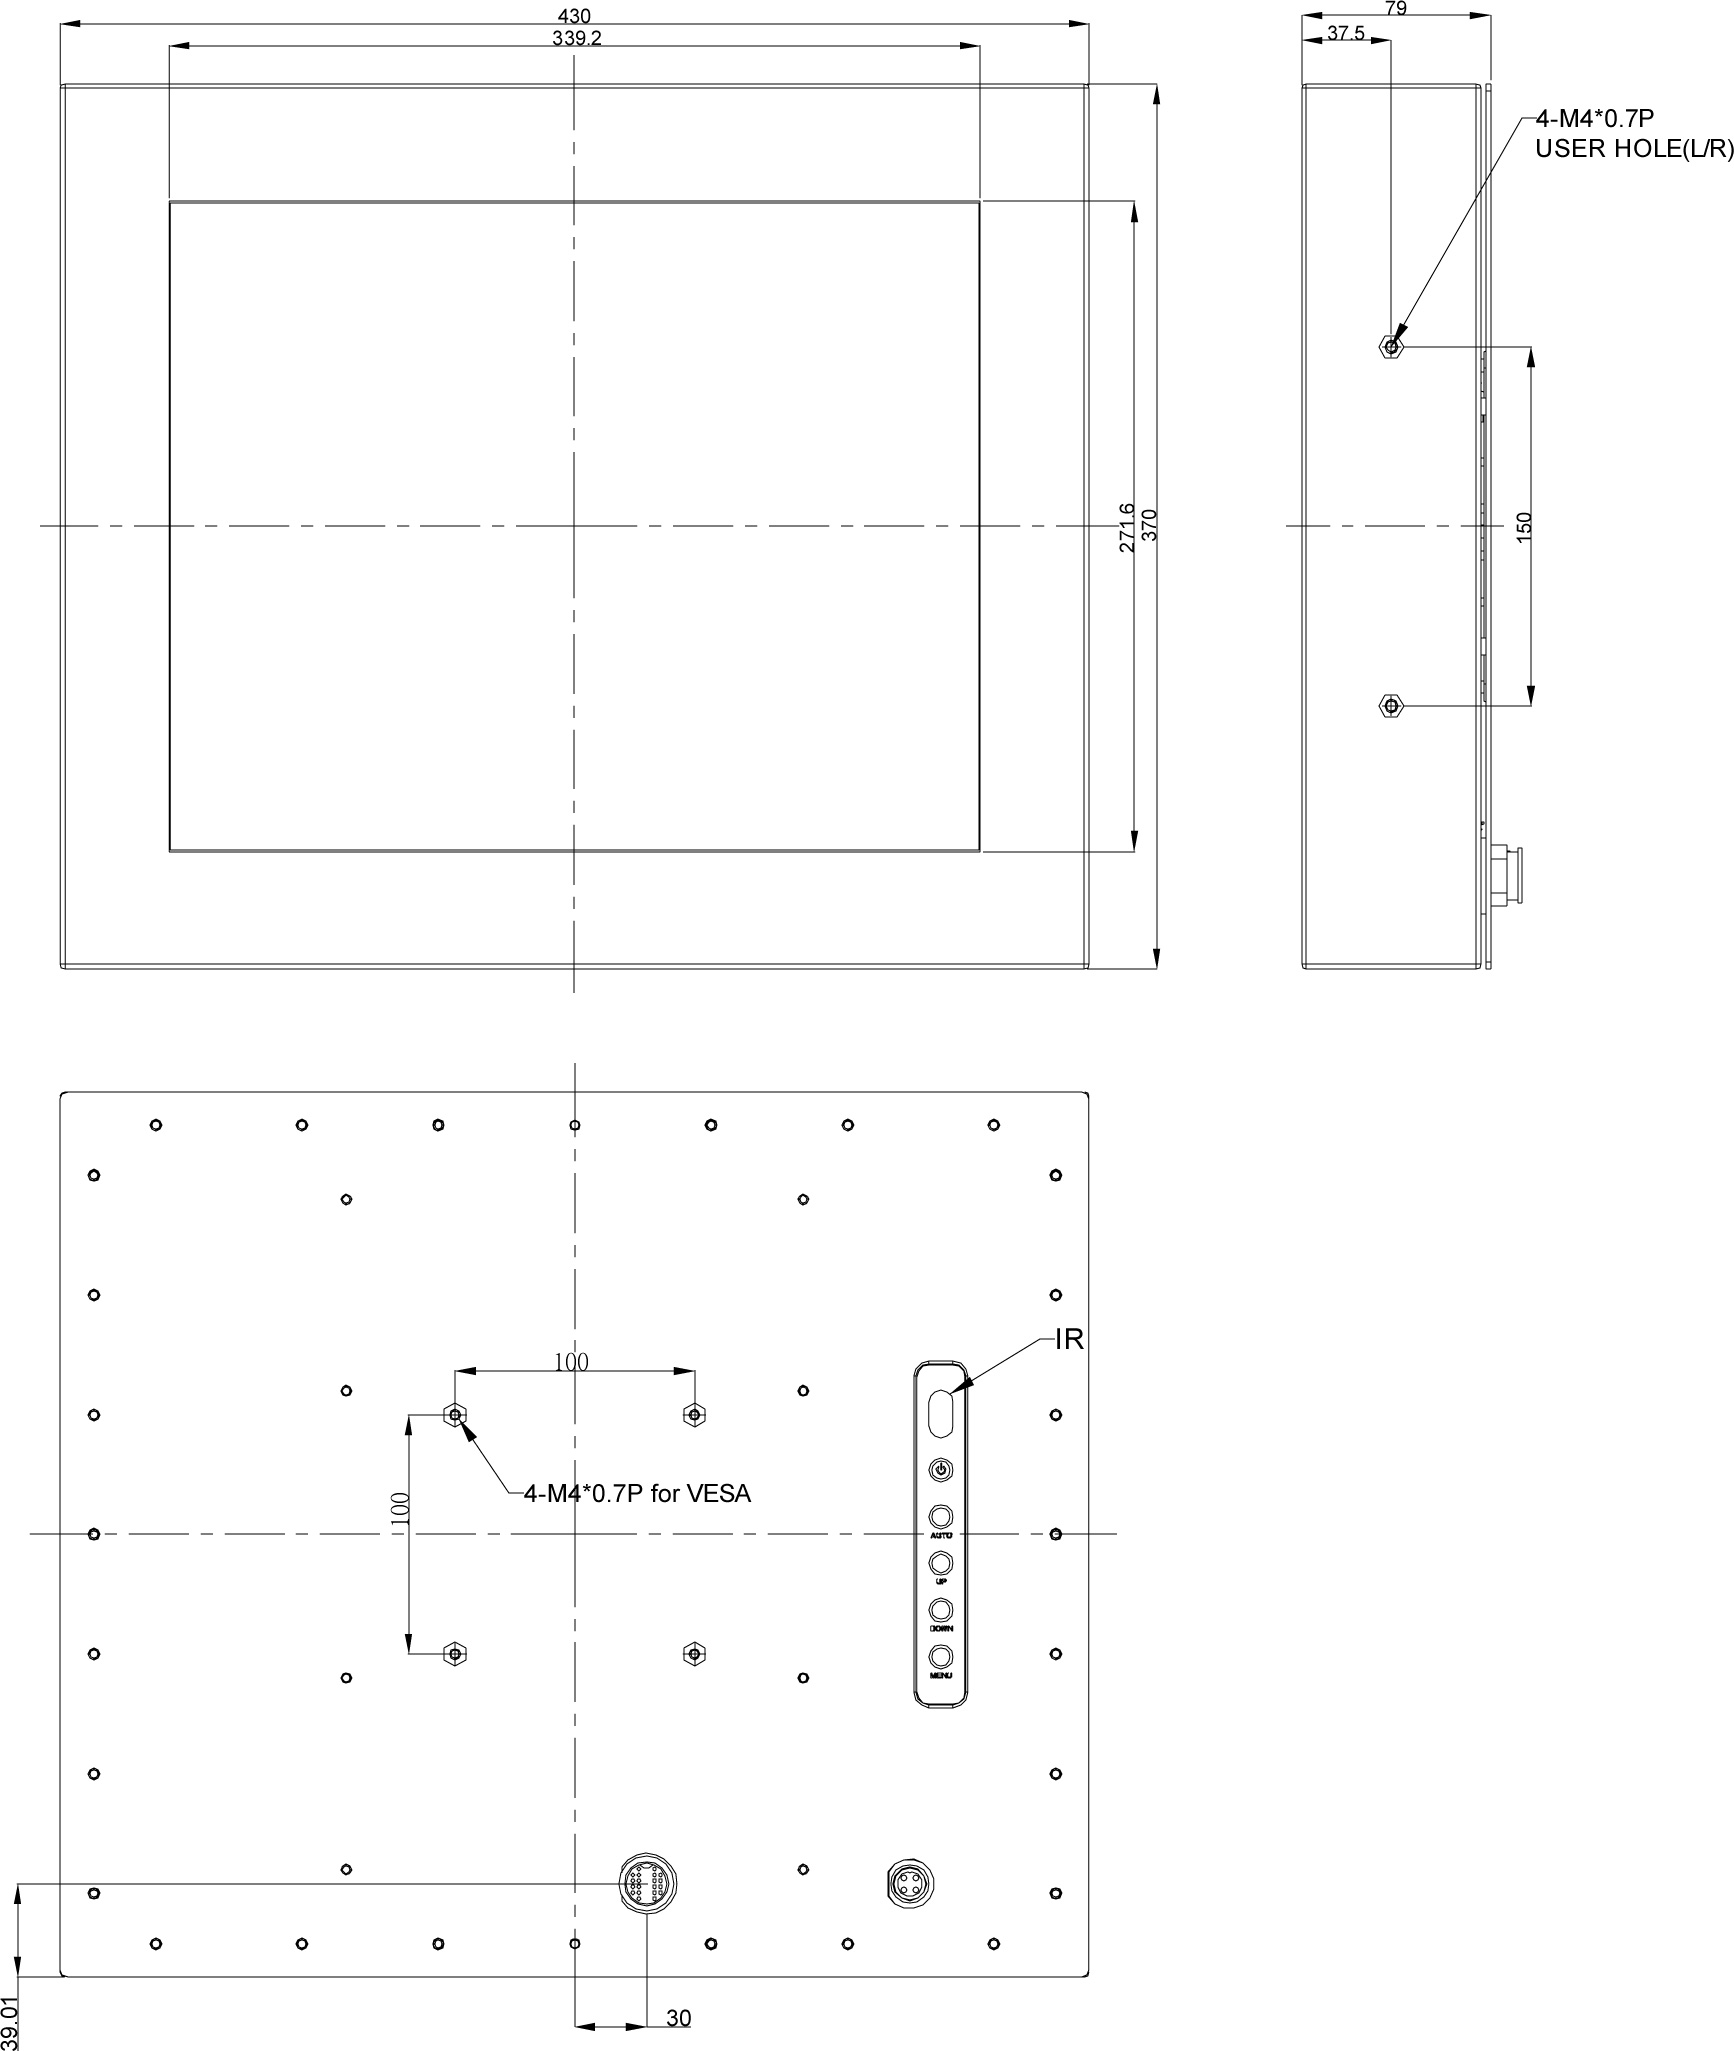 430
79
339.2
37.5
4-M4*0.7P
USER HOLE(L/R)
271.6
370
150
IR
100
100
4-M4*0.7P for VESA
AUTO
UP
DOWN
MENU
39.01
30